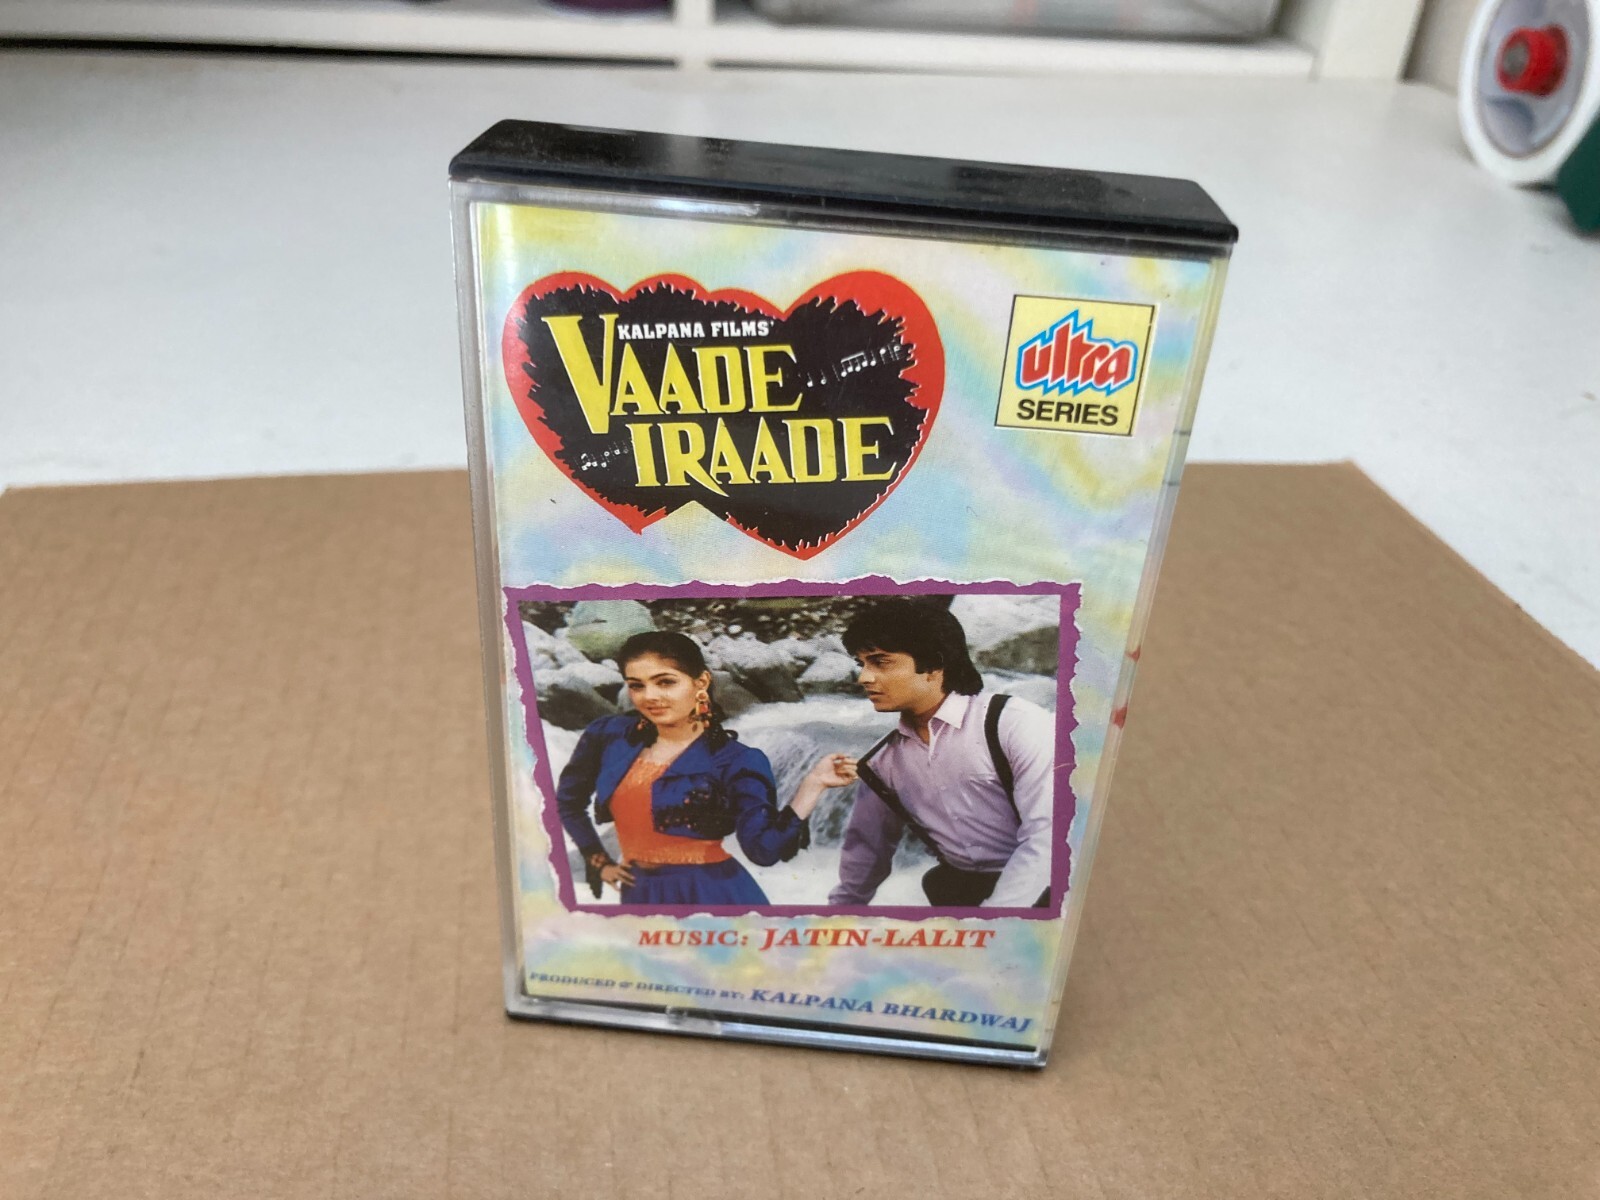 KALPANA FILMS'
VAADE
IRAADE
ultra
SERIES
MUSIC: JATIN-LALIT
PRODUCED & DIRECTED BY: KALPANA BHARDWAJ